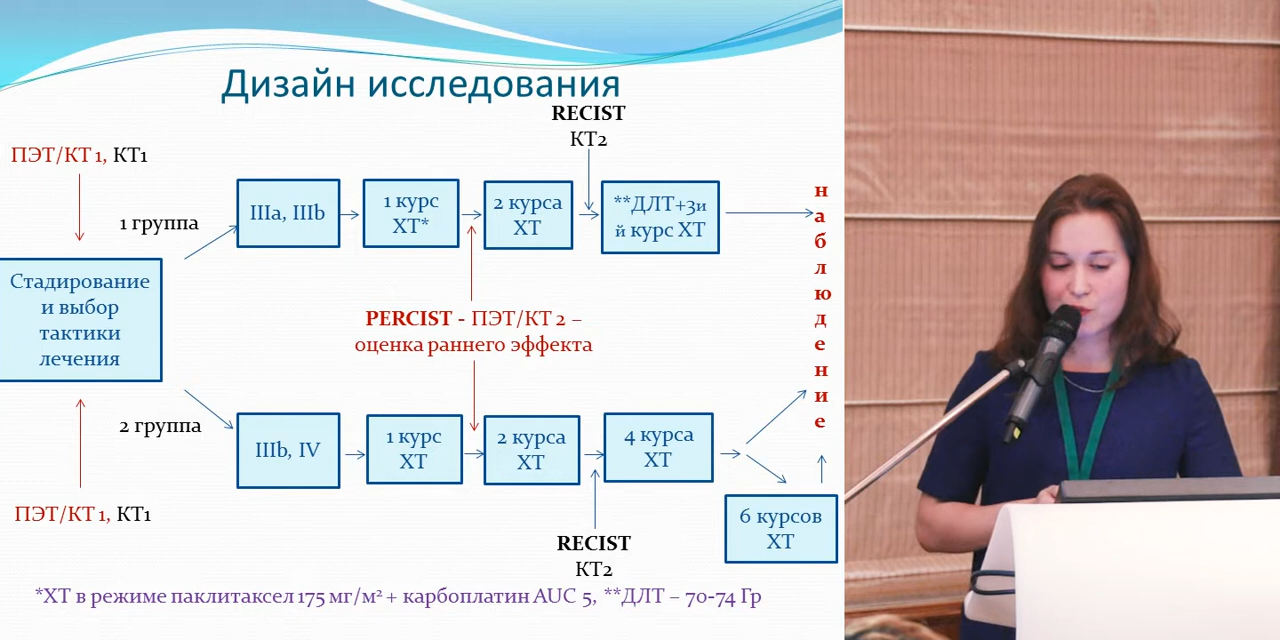 Дизайн исследования
RECIST
КТ2
ПЭТ/КТ 1, КТ1
1 группа
IIIa, IIIb
1 курс
ХТ*
2 курса
ХТ
**ДЛТ+3и
й курс ХТ
наблюдение
Стадирование
и выбор
тактики
лечения
PERCIST - ПЭТ/КТ 2 –
оценка раннего эффекта
2 группа
IIIb, IV
1 курс
ХТ
2 курса
ХТ
4 курса
ХТ
6 курсов
ХТ
ПЭТ/КТ 1, КТ1
RECIST
КТ2
*ХТ в режиме паклитаксел 175 мг/м² + карбоплатин AUC 5, **ДЛТ – 70-74 Гр